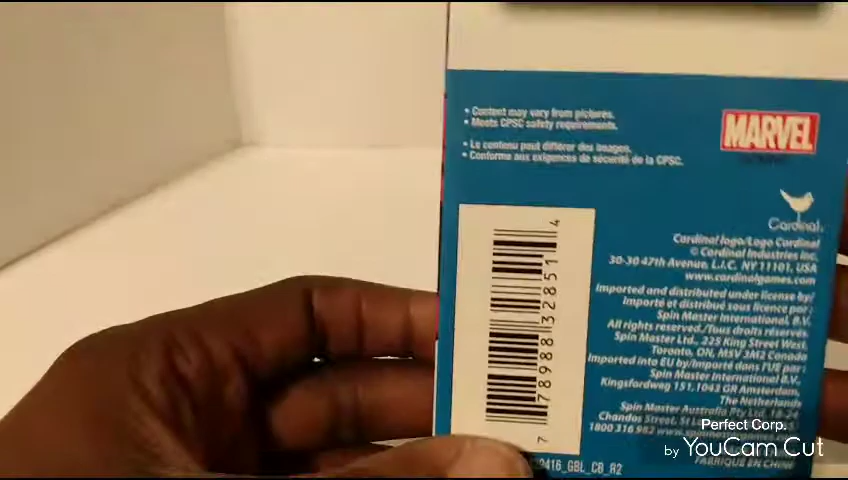 • Content may vary from pictures.
• Meets CPSC safety requirements.
• Le contenu peut différer des images.
• Conforme aux exigences de sécurité de la CPSC.
MARVEL
Cardinal
Cardinal logo/Logo Cardinal
© Cardinal Industries Inc.
30-30 47th Avenue, L.I.C. NY 11101, USA
www.cardinalgames.com
Imported and distributed under license by/
Importé et distribué sous licence par:
Spin Master International, B.V.
All rights reserved./Tous droits réservés.
Spin Master Ltd., 225 King Street West,
Toronto, ON, M5V 3M2 Canada
Imported into EU by/Importé dans l'UE par:
Spin Master International B.V.,
Kingsfordweg 151, 1043 GR Amsterdam,
The Netherlands
Spin Master Australia Pty Ltd, 18-24
Chandos Street, St
1800 316 982 www.spinmaster
FABRIQUÉ EN CHINE
7 78988 32851 4
0416_GBL_CB_R2
Perfect Corp.
by YouCam Cut